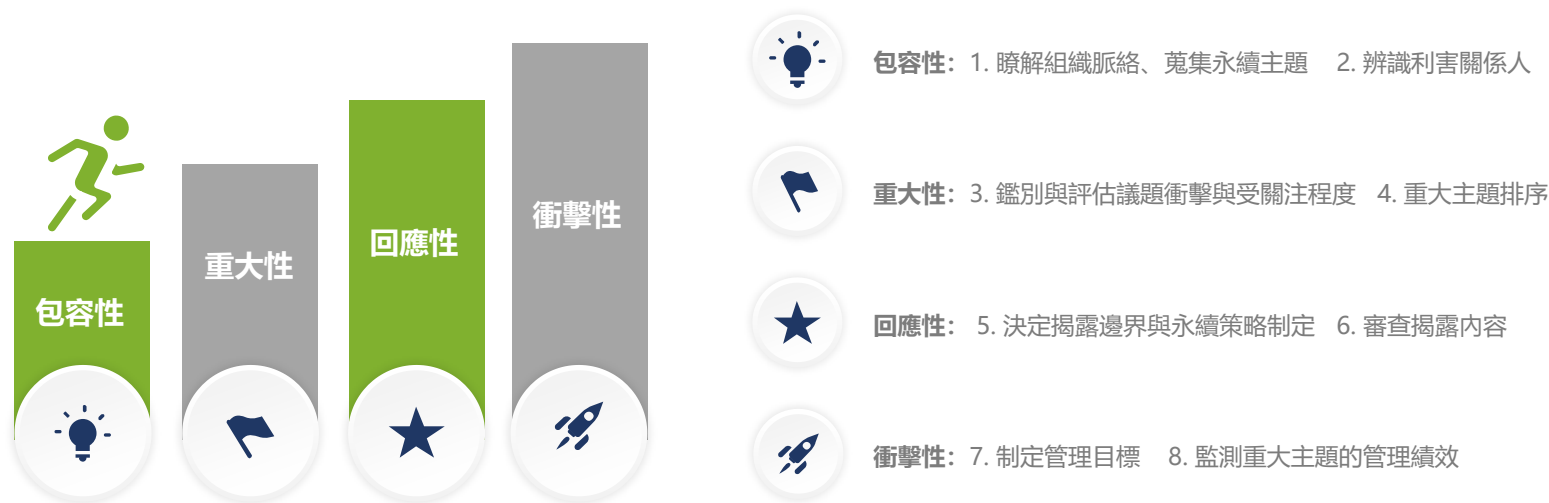 包容性
重大性
回應性
衝擊性
包容性: 1. 瞭解組織脈絡、蒐集永續主題 2. 辨識利害關係人
重大性: 3. 鑑別與評估議題衝擊與受關注程度 4. 重大主題排序
回應性: 5. 決定揭露邊界與永續策略制定 6. 審查揭露內容
衝擊性: 7. 制定管理目標 8. 監測重大主題的管理績效